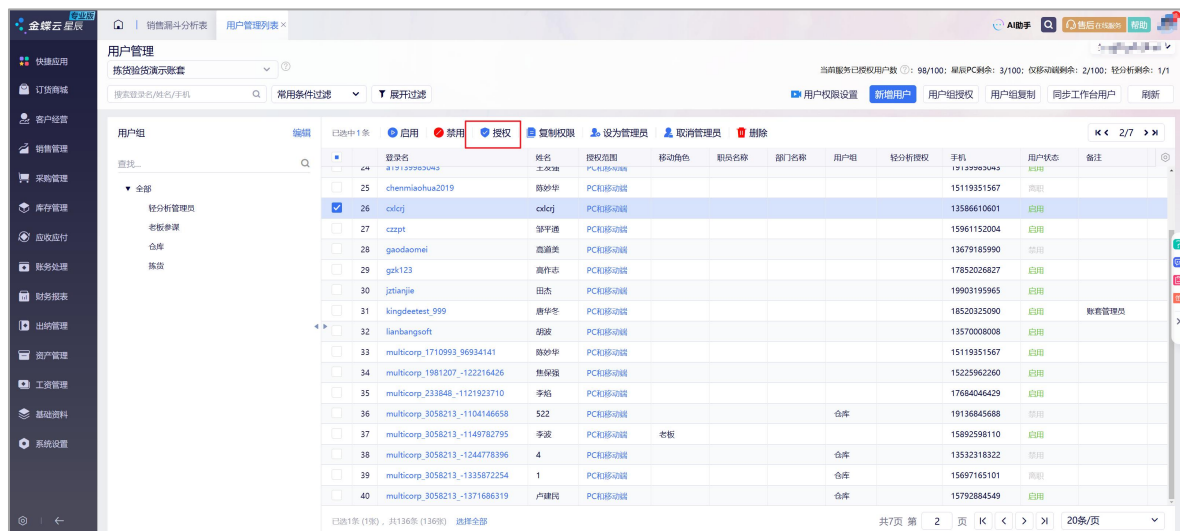 金蝶云星辰 专业版
销售漏斗分析表 用户管理列表×
AI助手 售后在线服务 帮助
用户管理
拣货验货演示账套
当前服务已授权用户数 : 98/100; 星辰PC剩余: 3/100; 仅移动端剩余: 2/100; 轻分析剩余: 1/1
搜索登录名/姓名/手机 常用条件过滤 展开过滤
用户权限设置 新增用户 用户组授权 用户组复制 同步工作台用户 刷新
快捷应用
订货商城
客户经营
销售管理
采购管理
库存管理
应收应付
账务处理
财务报表
出纳管理
资产管理
工资管理
基础资料
系统设置
用户组 编辑
查找...
全部
轻分析管理员
老板参谋
仓库
拣货
已选中1条 启用 禁用 授权 复制权限 设为管理员 取消管理员 删除 2/7
登录名 姓名 授权范围 移动角色 职员名称 部门名称 用户组 轻分析授权 手机 用户状态 备注
24 a19139985043 王发强 PC和移动端 19139985043 启用
25 chenmiaohua2019 陈妙华 PC和移动端 15119351567 离职
26 cxlcrj cxlcrj PC和移动端 13586610601 启用
27 czzpt 邹平通 PC和移动端 15961152004 启用
28 gaodaomei 高道美 PC和移动端 13679185990 禁用
29 gzk123 高作志 PC和移动端 17852026827 启用
30 jztianjie 田杰 PC和移动端 19903195965 启用
31 kingdeetest_999 唐华冬 PC和移动端 18520325090 启用 账套管理员
32 lianbangsoft 胡波 PC和移动端 13570008008 启用
33 multicorp_1710993_96934141 陈妙华 PC和移动端 15119351567 启用
34 multicorp_1981207_-122216426 焦保强 PC和移动端 15225962260 启用
35 multicorp_233848_-1121923710 李焰 PC和移动端 17684046429 启用
36 multicorp_3058213_-1104146658 522 PC和移动端 仓库 19136845688 禁用
37 multicorp_3058213_-1149782795 李波 PC和移动端 老板 15892598110 启用
38 multicorp_3058213_-1244778396 4 PC和移动端 仓库 13532318322 禁用
39 multicorp_3058213_-1335872254 1 PC和移动端 仓库 15697165101 离职
40 multicorp_3058213_-1371686319 卢建民 PC和移动端 仓库 15792884549 启用
已选1条 (1张) , 共136条 (136张) 选择全部
共7页 第 2 页 20条/页